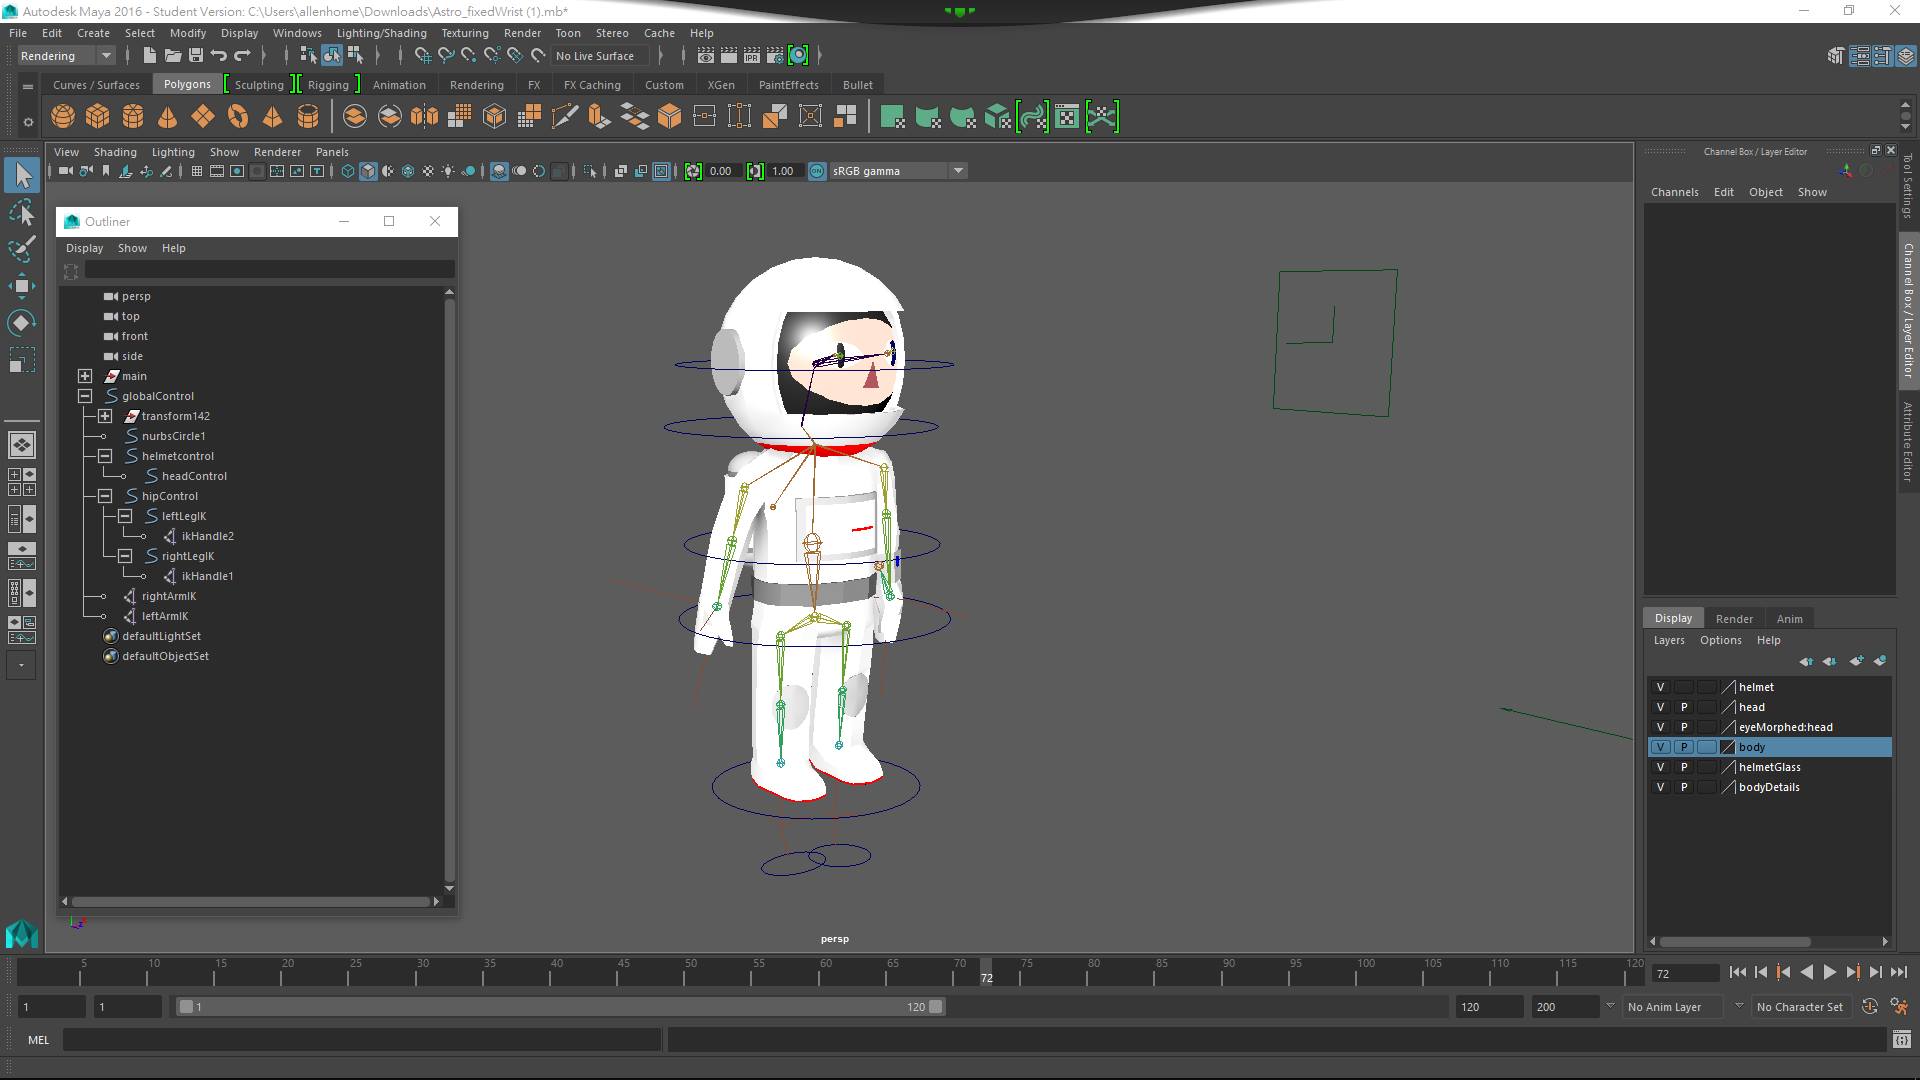 Autodesk Maya 2016 - Student Version: C:\Users\allenhome\Downloads\Astro_fixedWrist (1).mb*
File Edit Create Select Modify Display Windows Lighting/Shading Texturing Render Toon Stereo Cache Help
Rendering No Live Surface IPR
Curves / Surfaces Polygons Sculpting Rigging Animation Rendering FX FX Caching Custom XGen PaintEffects Bullet
View Shading Lighting Show Renderer Panels
0.00 1.00 ON sRGB gamma
Channel Box / Layer Editor
Channels Edit Object Show
Tool Settings
Channel Box / Layer Editor
Attribute Editor
Outliner
Display Show Help
persp
top
front
side
main
globalControl
transform142
nurbsCircle1
helmetcontrol
headControl
hipControl
leftLegIK
ikHandle2
rightLegIK
ikHandle1
rightArmIK
leftArmIK
defaultLightSet
defaultObjectSet
persp
Display Render Anim
Layers Options Help
V helmet
V P head
V P eyeMorphed:head
V P body
V P helmetGlass
V P bodyDetails
5 10 15 20 25 30 35 40 45 50 55 60 65 70 75 80 85 90 95 100 105 110 115 120
72 72
1 1 1 120 120 200 No Anim Layer No Character Set
MEL